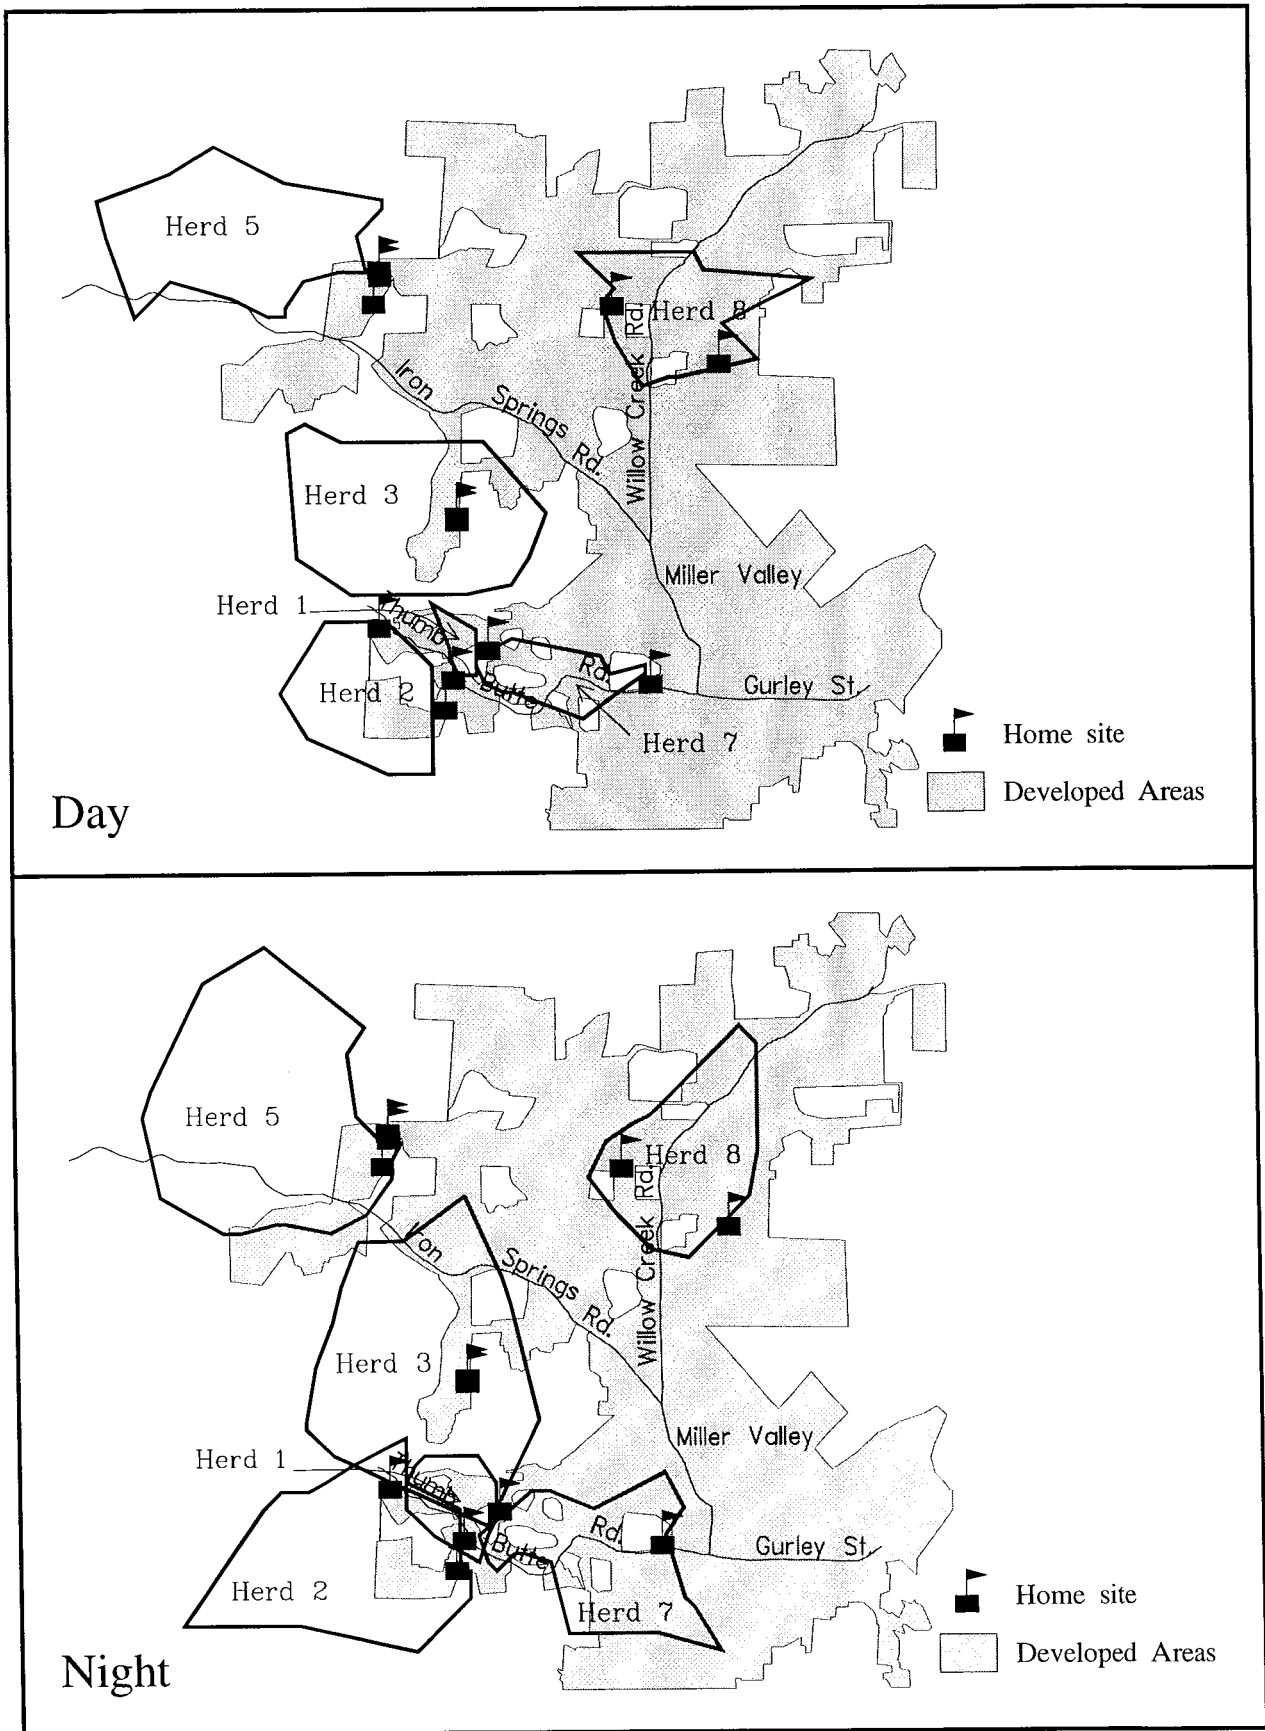 Herd 5
Herd 8
Willow Creek Rd.
Iron Springs Rd.
Herd 3
Miller Valley
Herd 1
Thumb Butte Rd.
Herd 2
Gurley St.
Herd 7
Home site
Developed Areas
Day
Herd 5
Herd 8
Willow Creek Rd.
Iron Springs Rd.
Herd 3
Miller Valley
Herd 1
Thumb Butte Rd.
Gurley St.
Herd 2
Herd 7
Home site
Developed Areas
Night